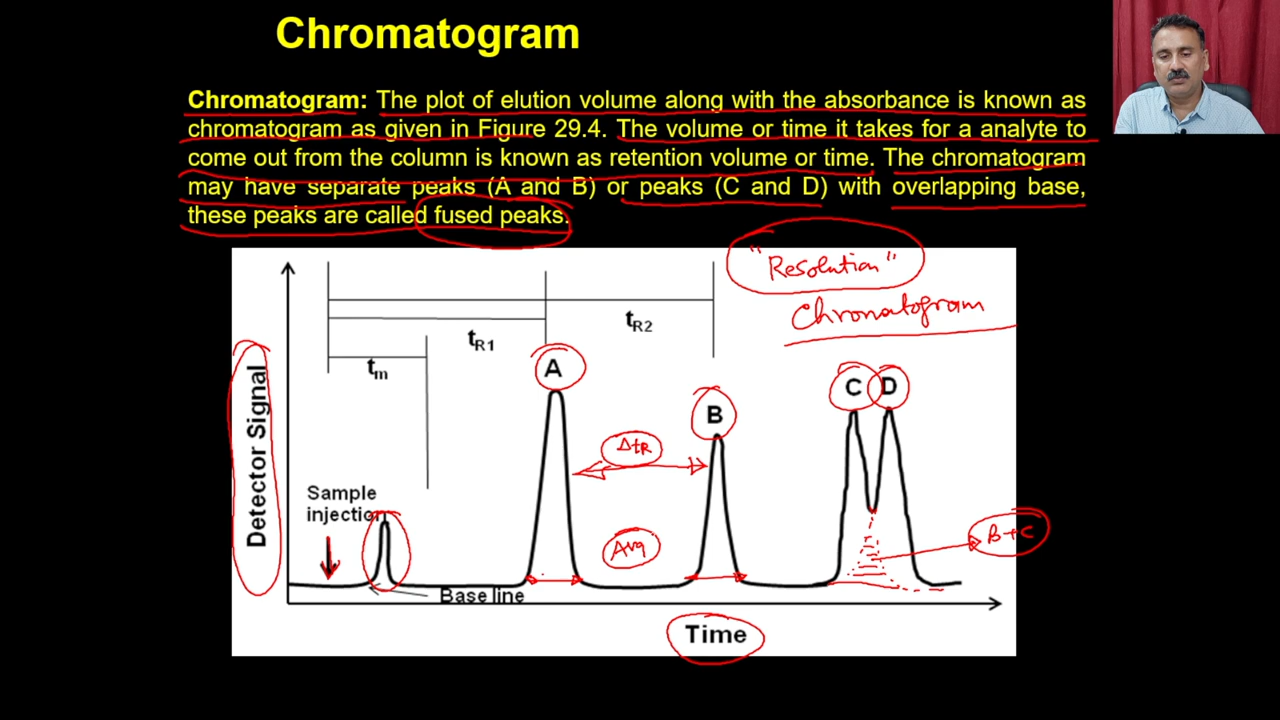 Chromatogram
Chromatogram: The plot of elution volume along with the absorbance is known as
chromatogram as given in Figure 29.4. The volume or time it takes for a analyte to
come out from the column is known as retention volume or time. The chromatogram
may have separate peaks (A and B) or peaks (C and D) with overlapping base,
these peaks are called fused peaks.
"Resolution"
Chronatogram
tR2
tR1
tm
A
B
C
D
ΔtR
Detector Signal
Sample
injection
Avg
B+C
Base line
Time